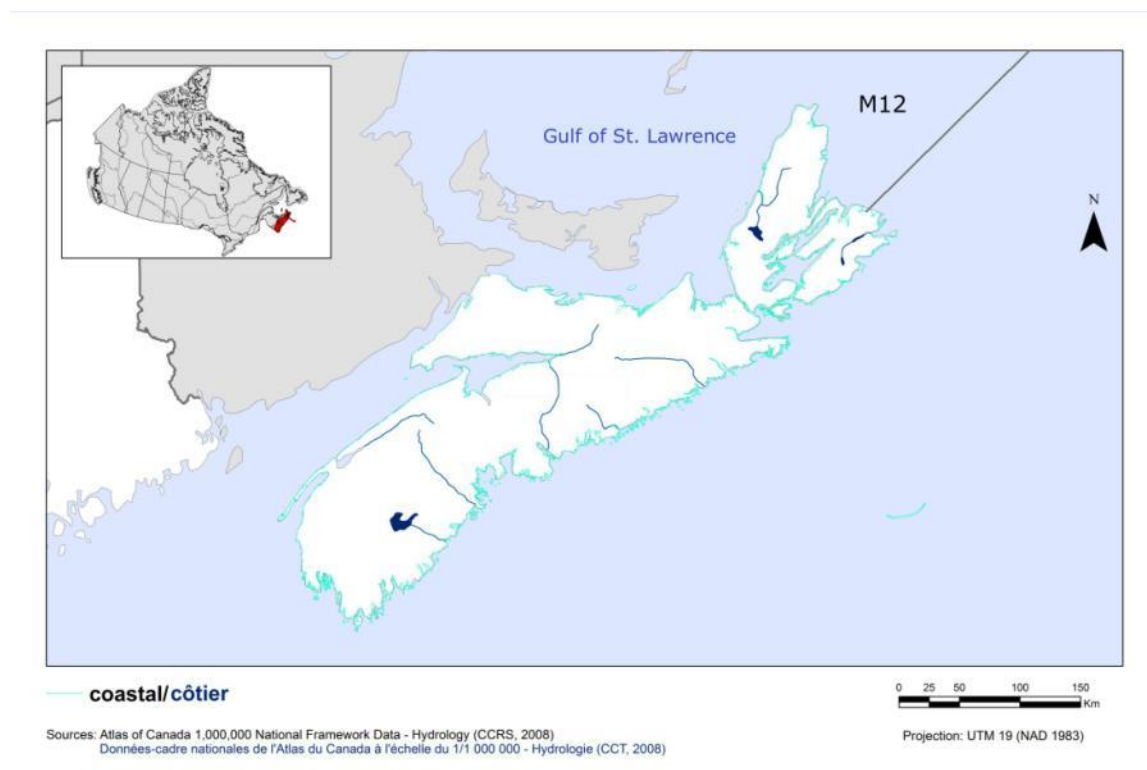 M12
Gulf of St. Lawrence
N
coastal/côtier
0 25 50 100 150
Km
Sources: Atlas of Canada 1,000,000 National Framework Data - Hydrology (CCRS, 2008)
Données-cadre nationales de l'Atlas du Canada à l'échelle du 1/1 000 000 - Hydrologie (CCT, 2008)
Projection: UTM 19 (NAD 1983)